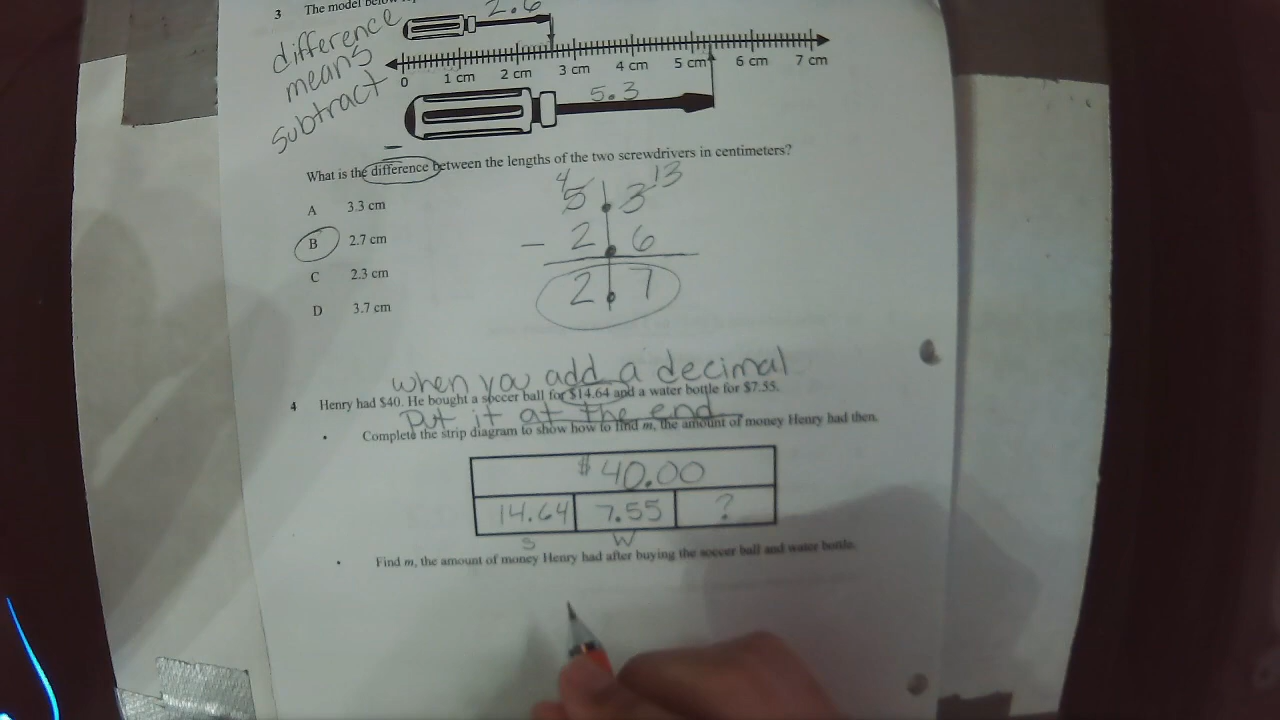 3 The model below
2.6
difference
means
subtract
0 1 cm 2 cm 3 cm 4 cm 5 cm 6 cm 7 cm
5.3
What is the difference between the lengths of the two screwdrivers in centimeters?
A 3.3 cm
B 2.7 cm
C 2.3 cm
D 3.7 cm
4 13
5.3
- 2.6
2.7
when you add a decimal
4 Henry had $40. He bought a soccer ball for $14.64 and a water bottle for $7.55.
Put it at the end
• Complete the strip diagram to show how to find m, the amount of money Henry had then.
$40.00
14.64 7.55 ?
S W
• Find m, the amount of money Henry had after buying the soccer ball and water bottle.